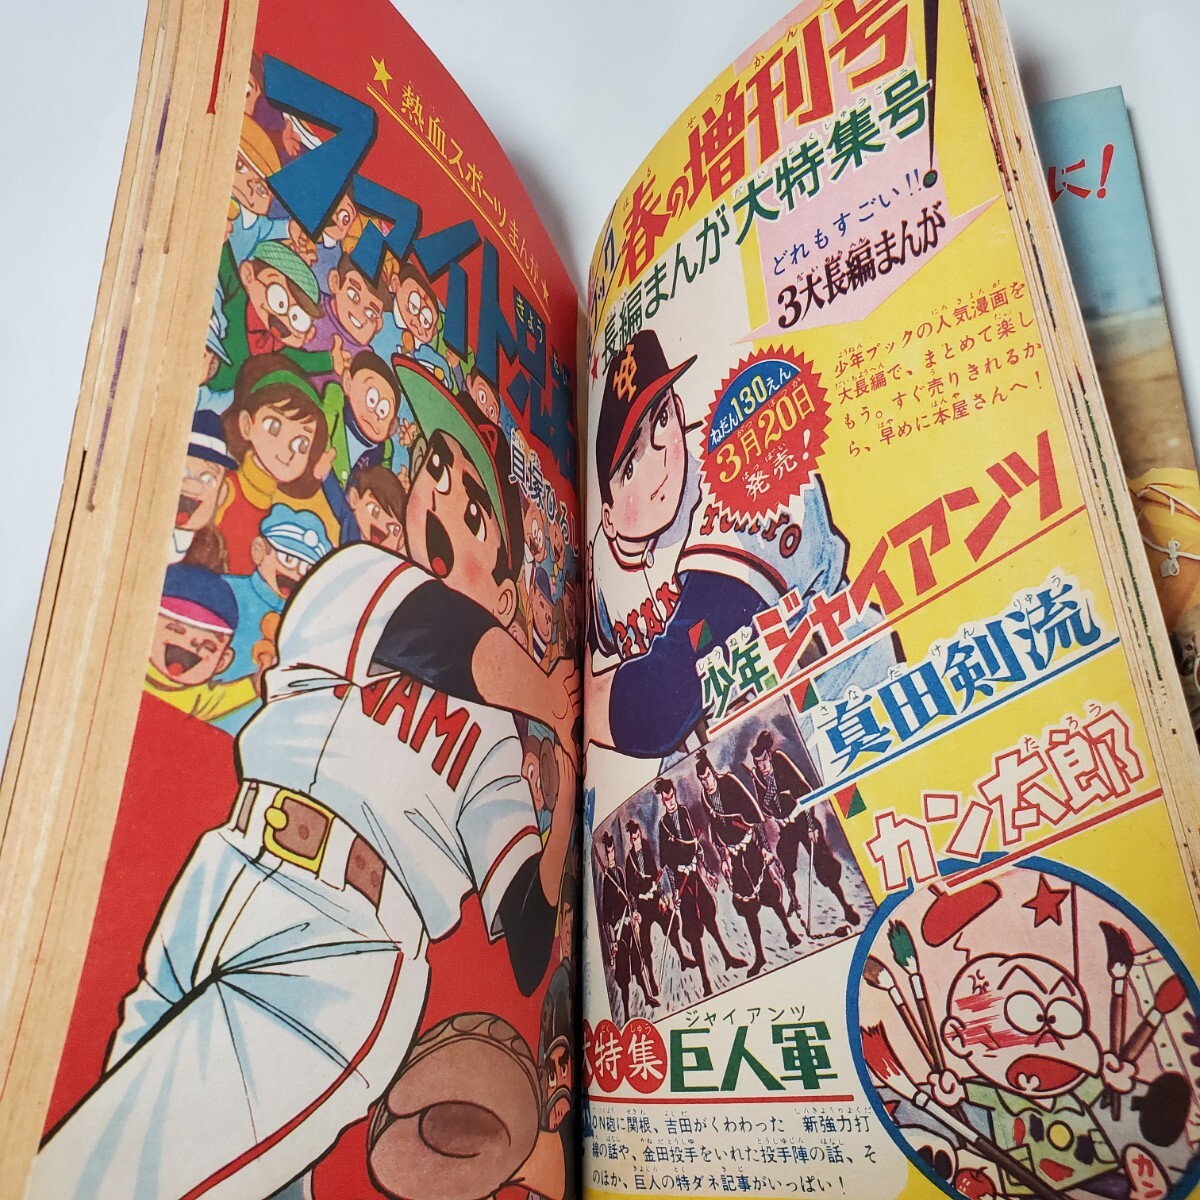 熱血スポーツまんが
ファイト兄
きょう
貝塚ひろし
NAMI
春の増刊号!
長編まんが大特集号
どれもすごい!!
3大長編まんが
少年ブックの人気漫画を
大長編で、まとめて楽し
もう。すぐ売りきれるか
ら、早めに本屋さんへ!
ねだん130えん
3月20日
発売!
少年ジャイアンツ
真田剣流
カン太郎
大特集
巨人軍
ジャイアンツ
ON砲に関根、吉田がくわわった 新強力打
線の話や、金田投手をいれた投手陣の話、そ
のほか、巨人の特ダネ記事がいっぱい!
カン
に!